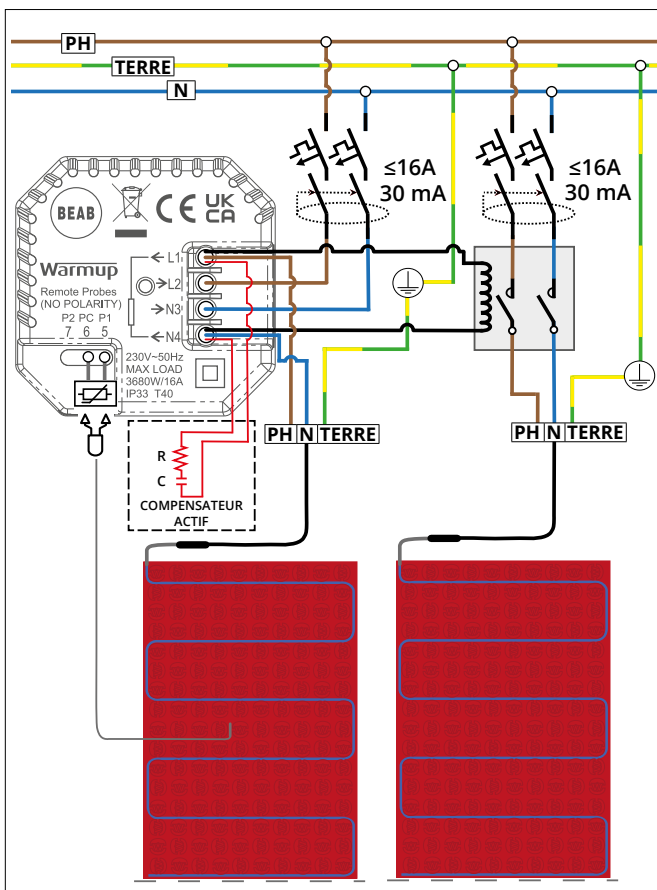 PH
TERRE
N
≤16A
30 mA
≤16A
30 mA
BEAB
CE UK
CA
L1
Warmup
L2
Remote Probes
(NO POLARITY)
N3
P2 PC P1
7 6 5
N4
230V~50Hz
MAX LOAD
3680W/16A
IP33 T40
PH N TERRE
PH N TERRE
R
C
COMPENSATEUR
ACTIF